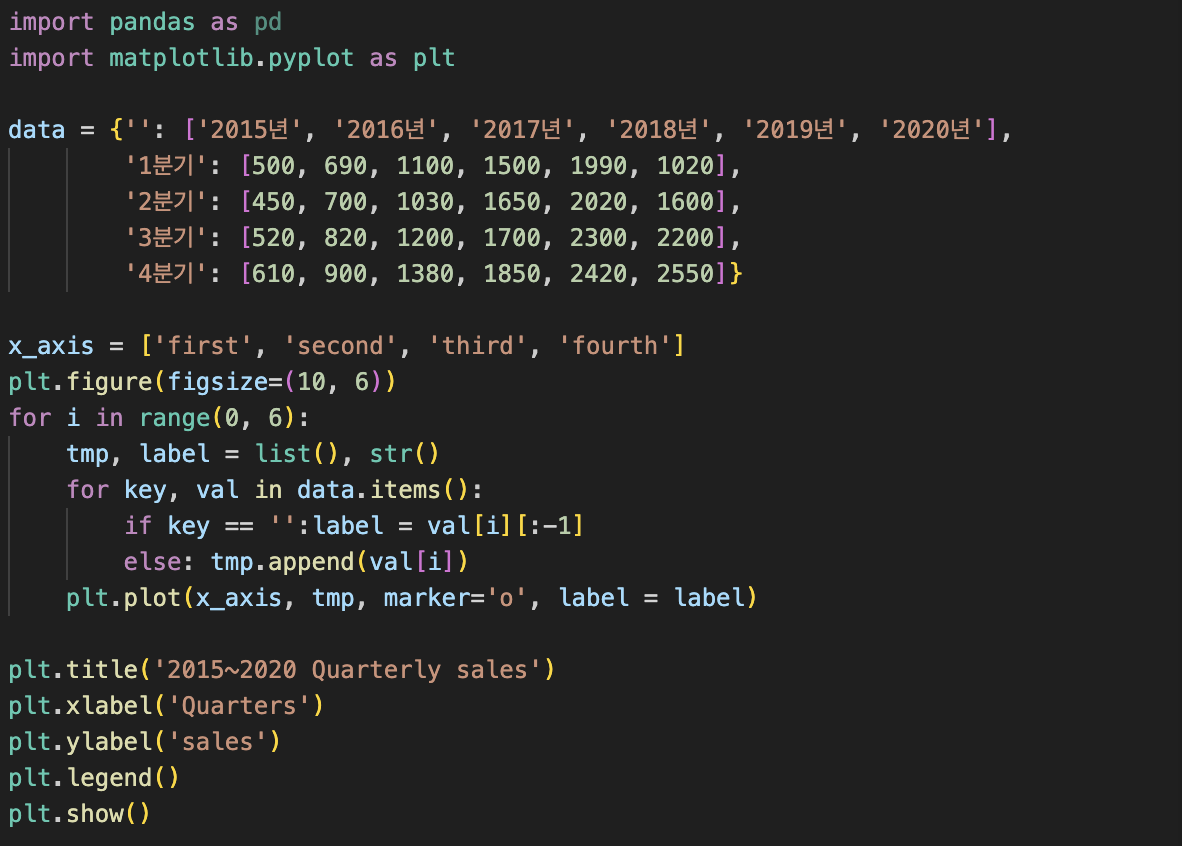 import pandas as pd
import matplotlib.pyplot as plt

data = {'': ['2015년', '2016년', '2017년', '2018년', '2019년', '2020년'],
        '1분기': [500, 690, 1100, 1500, 1990, 1020],
        '2분기': [450, 700, 1030, 1650, 2020, 1600],
        '3분기': [520, 820, 1200, 1700, 2300, 2200],
        '4분기': [610, 900, 1380, 1850, 2420, 2550]}

x_axis = ['first', 'second', 'third', 'fourth']
plt.figure(figsize=(10, 6))
for i in range(0, 6):
    tmp, label = list(), str()
    for key, val in data.items():
        if key == '':label = val[i][:-1]
        else: tmp.append(val[i])
    plt.plot(x_axis, tmp, marker='o', label = label)

plt.title('2015~2020 Quarterly sales')
plt.xlabel('Quarters')
plt.ylabel('sales')
plt.legend()
plt.show()